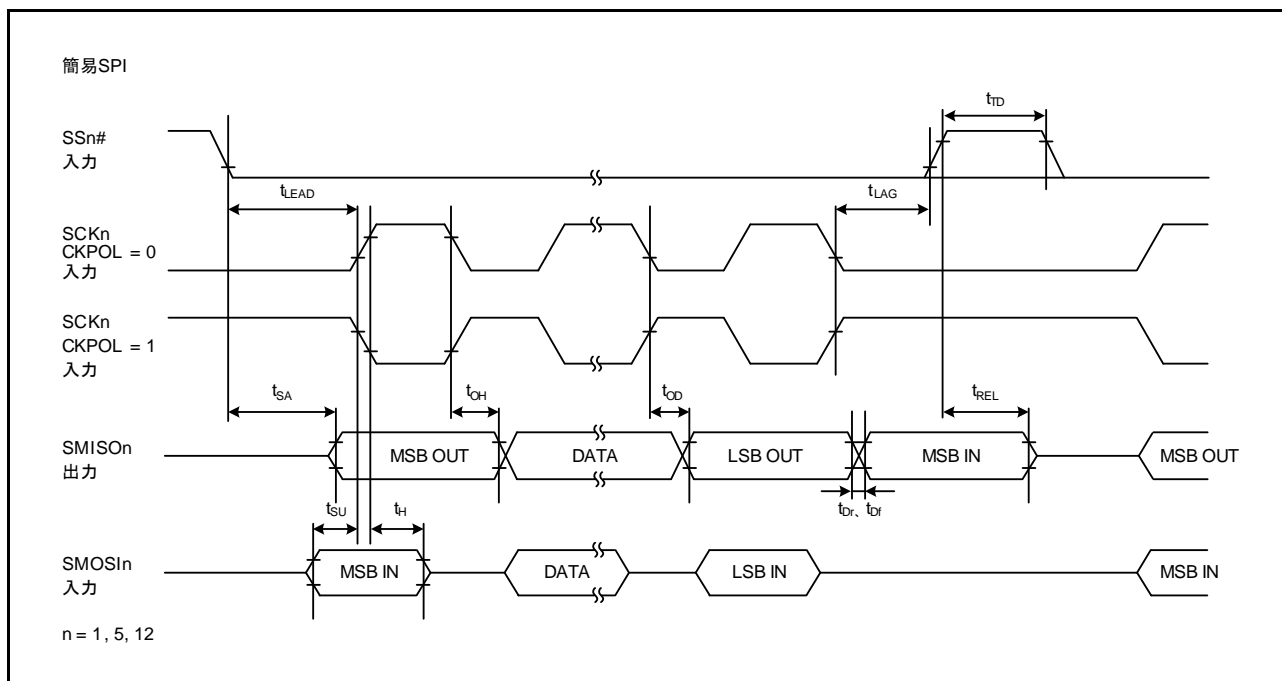 簡易SPI
tTD
SSn#
入力
tLEAD
tLAG
SCKn
CKPOL = 0
入力
SCKn
CKPOL = 1
入力
tSA
tOH
tOD
tREL
SMISOn
出力
MSB OUT
DATA
LSB OUT
MSB IN
MSB OUT
tSU
tH
tDr、tDf
SMOSIn
入力
MSB IN
DATA
LSB IN
MSB IN
n = 1, 5, 12